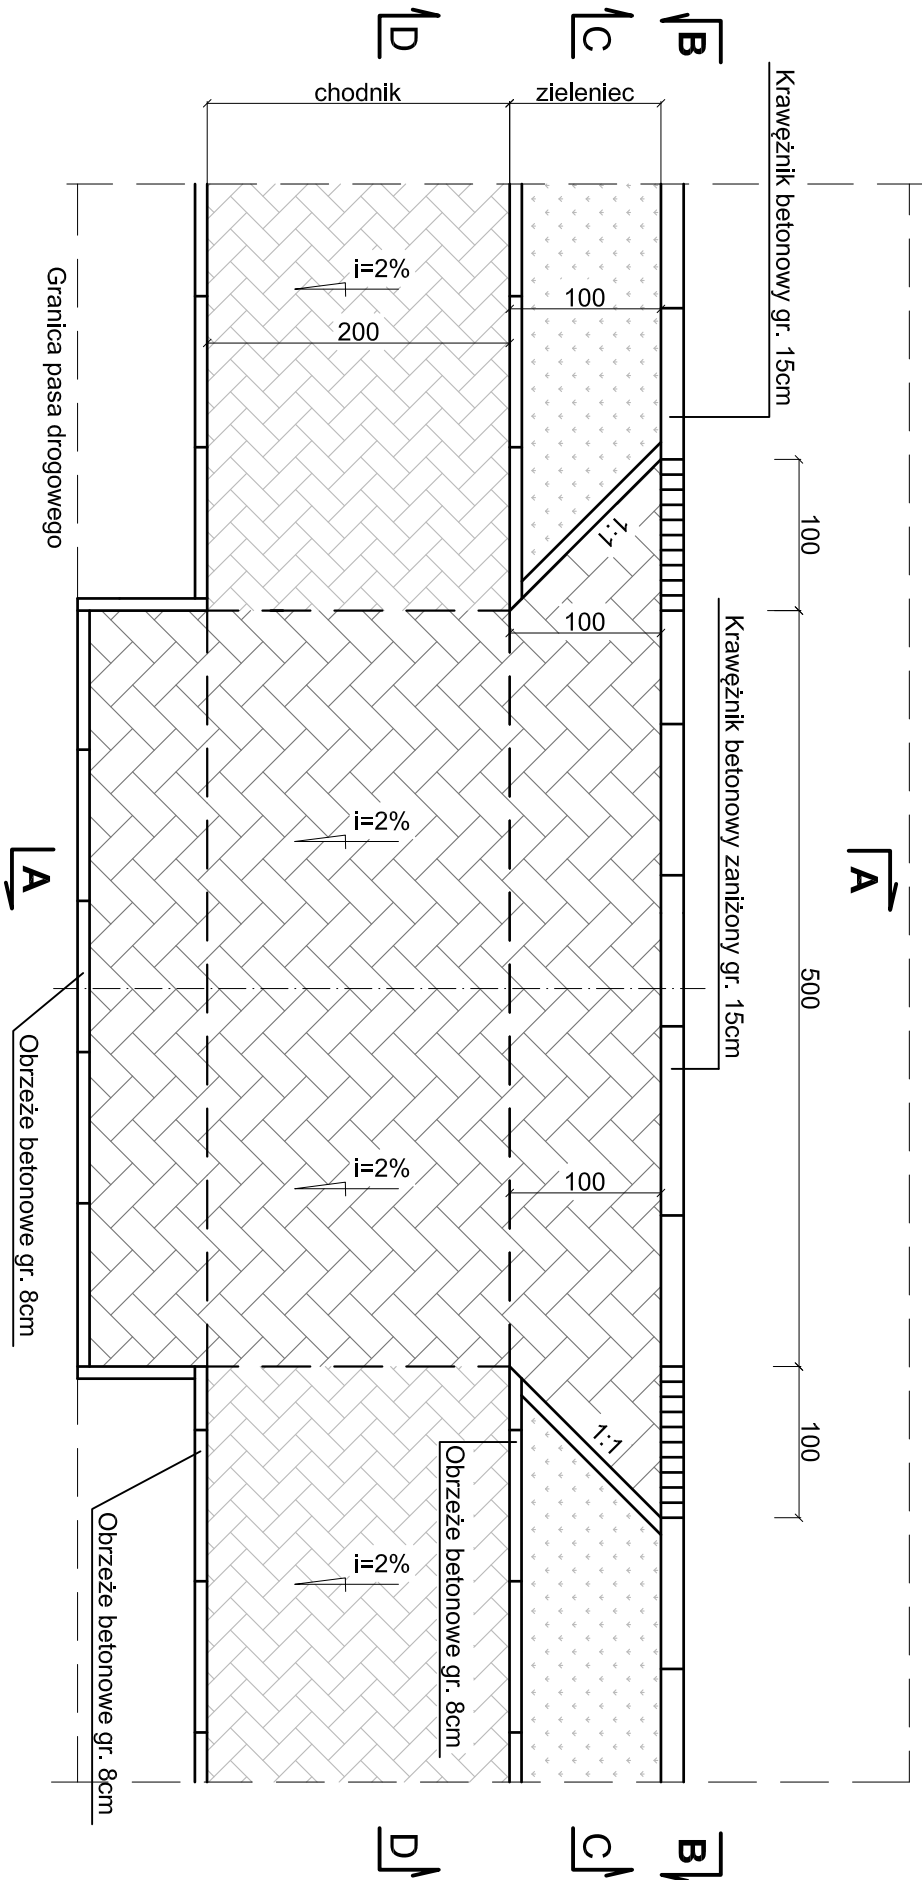 D
C
B
chodnik
zieleniec
Krawężnik betonowy gr. 15cm
i=2%
100
200
Granica pasa drogowego
100
1:1
100
Krawężnik betonowy zaniżony gr. 15cm
i=2%
A
A
500
Obrzeże betonowe gr. 8cm
i=2%
100
1:1
100
Obrzeże betonowe gr. 8cm
Obrzeże betonowe gr. 8cm
i=2%
D
C
B